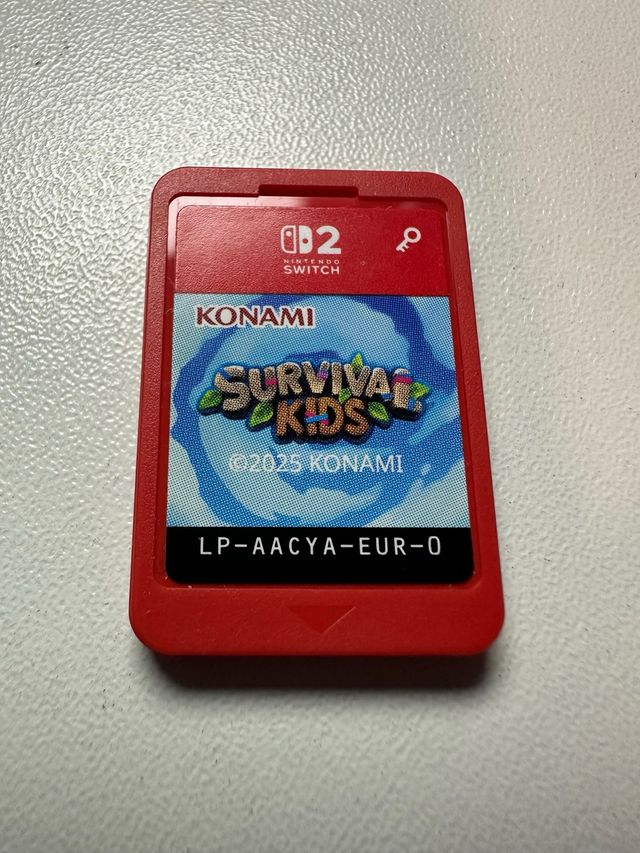 2
NINTENDO
SWITCH
KONAMI
SURVIVAL
KIDS
©2025 KONAMI
LP-AACYA-EUR-0